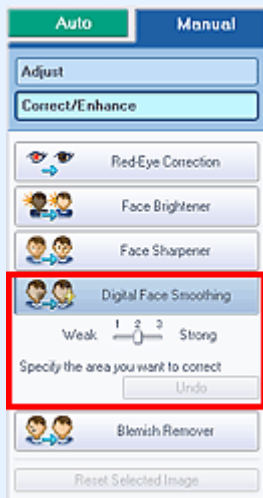 Auto Manual
Adjust
Correct/Enhance
Red-Eye Correction
Face Brightener
Face Sharpener
Digital Face Smoothing
1 2 3
Weak Strong
Specify the area you want to correct
Undo
Blemish Remover
Reset Selected Image